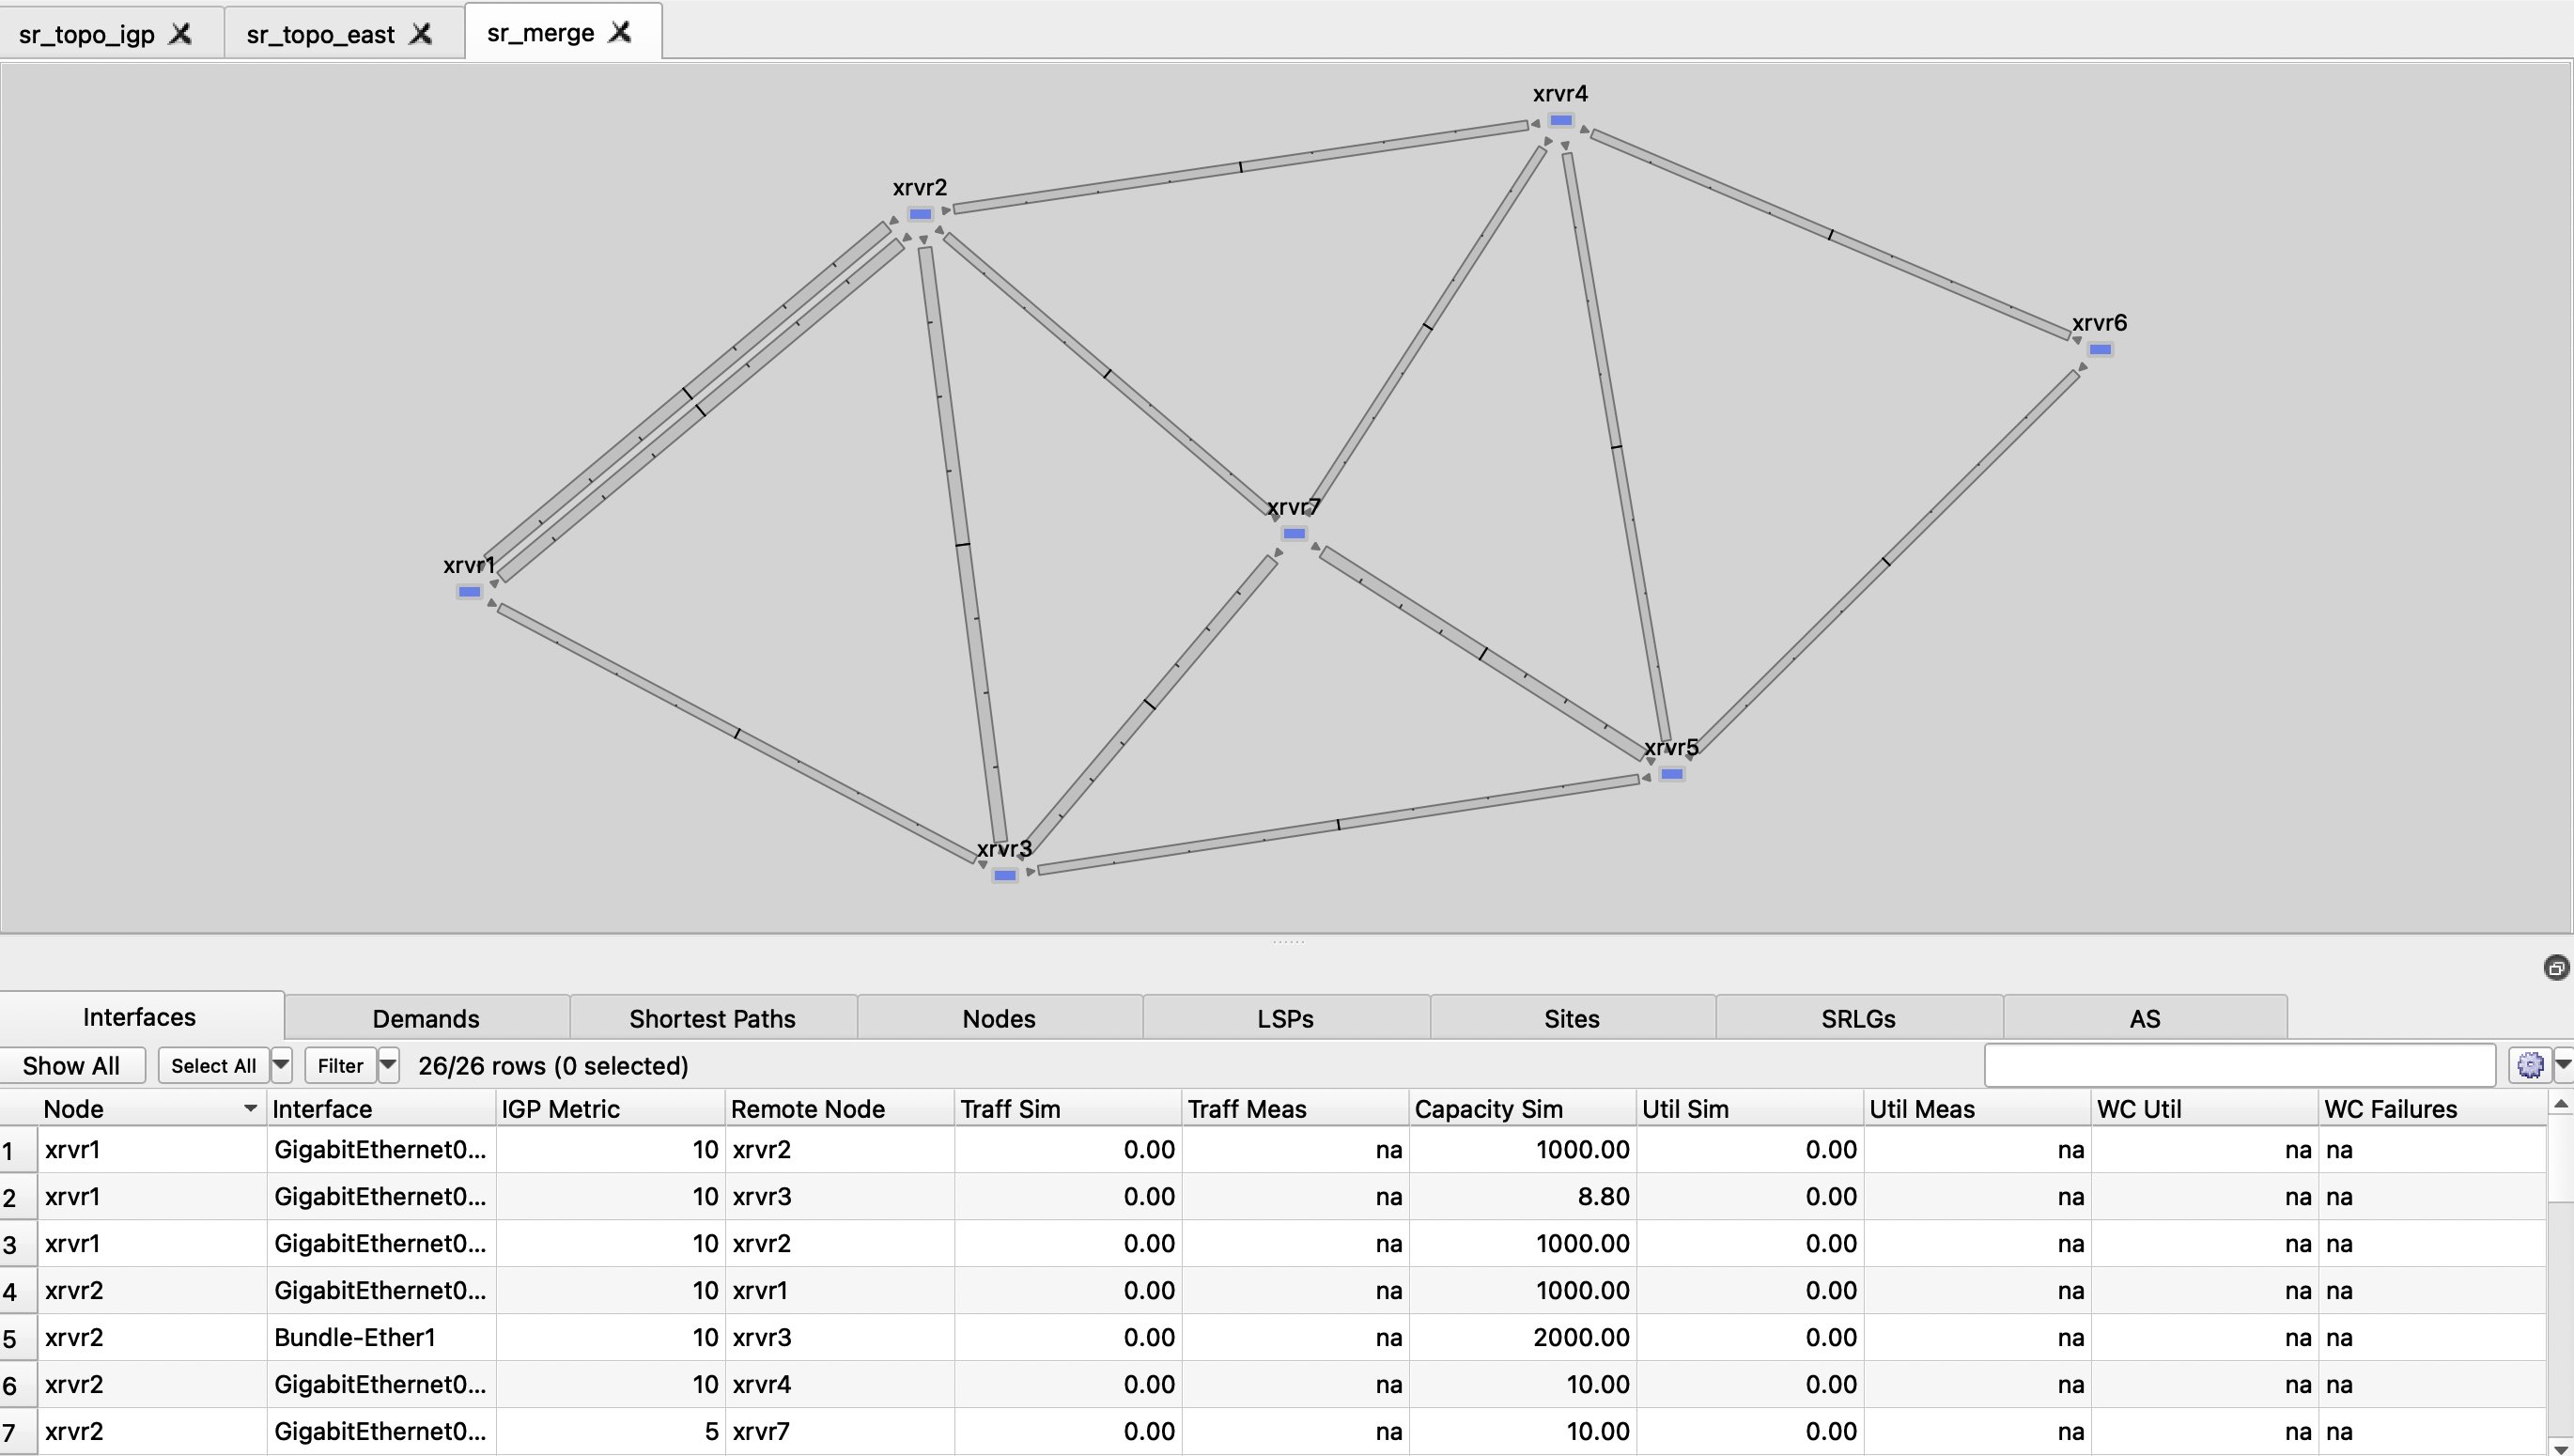 sr_topo_igp sr_topo_east sr_merge
xrvr4
xrvr2
xrvr6
xrvr7
xrvr1
xrvr5
xrvr3
Interfaces Demands Shortest Paths Nodes LSPs Sites SRLGs AS
Show All Select All Filter 26/26 rows (0 selected)
Node Interface IGP Metric Remote Node Traff Sim Traff Meas Capacity Sim Util Sim Util Meas WC Util WC Failures
1 xrvr1 GigabitEthernet0... 10 xrvr2 0.00 na 1000.00 0.00 na na na
2 xrvr1 GigabitEthernet0... 10 xrvr3 0.00 na 8.80 0.00 na na na
3 xrvr1 GigabitEthernet0... 10 xrvr2 0.00 na 1000.00 0.00 na na na
4 xrvr2 GigabitEthernet0... 10 xrvr1 0.00 na 1000.00 0.00 na na na
5 xrvr2 Bundle-Ether1 10 xrvr3 0.00 na 2000.00 0.00 na na na
6 xrvr2 GigabitEthernet0... 10 xrvr4 0.00 na 10.00 0.00 na na na
7 xrvr2 GigabitEthernet0... 5 xrvr7 0.00 na 10.00 0.00 na na na